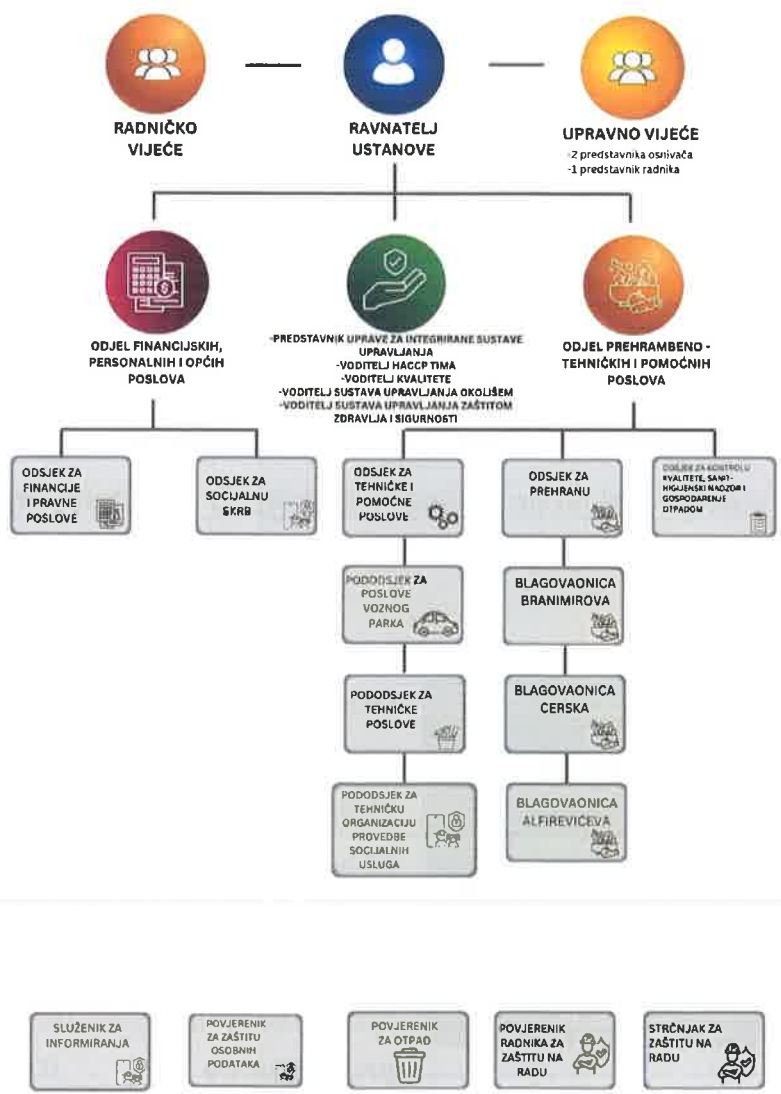 RADNIČKO
VIJEĆE
RAVNATELJ
USTANOVE
UPRAVNO VIJEĆE
-2 predstavnika osnivača
-1 predstavnik radnika
ODJEL FINANCIJSKIH,
PERSONALNIH I OPĆIH
POSLOVA
-PREDSTAVNIK UPRAVE ZA INTEGRIRANE SUSTAVE
UPRAVLJANJA
-VODITELJ HACCP TIMA
-VODITELJ KVALITETE
-VODITELJ SUSTAVA UPRAVLJANJA OKOLIŠEM
-VODITELJ SUSTAVA UPRAVLJANJA ZAŠTITOM
ZDRAVLJA I SIGURNOSTI
ODJEL PREHRAMBENO -
TEHNIČKIH I POMOĆNIH
POSLOVA
ODSJEK ZA
FINANCIJE
I PRAVNE
POSLOVE
ODSJEK ZA
SOCIJALNU
SKRB
ODSJEK ZA
TEHNIČKE I
POMOĆNE
POSLOVE
ODSJEK ZA
PREHRANU
ODSJEK ZA KONTROLU
KVALITETE, SANIT-
HIGIJENSKI NADZOR I
GOSPODARENJE
OTPADOM
PODODSJEK ZA
POSLOVE
VOZNOG
PARKA
BLAGOVAONICA
BRANIMIROVA
PODODSJEK ZA
TEHNIČKE
POSLOVE
BLAGOVAONICA
CERSKA
PODODSJEK ZA
TEHNIČKU
ORGANIZACIJU
PROVEDBE
SOCIJALNIH
USLUGA
BLAGOVAONICA
ALFIREVIĆEVA
SLUŽENIK ZA
INFORMIRANJA
POVJERENIK
ZA ZAŠTITU
OSOBNIH
PODATAKA
POVJERENIK
ZA OTPAD
POVJERENIK
RADNIKA ZA
ZAŠTITU NA
RADU
STRČNJAK ZA
ZAŠTITU NA
RADU